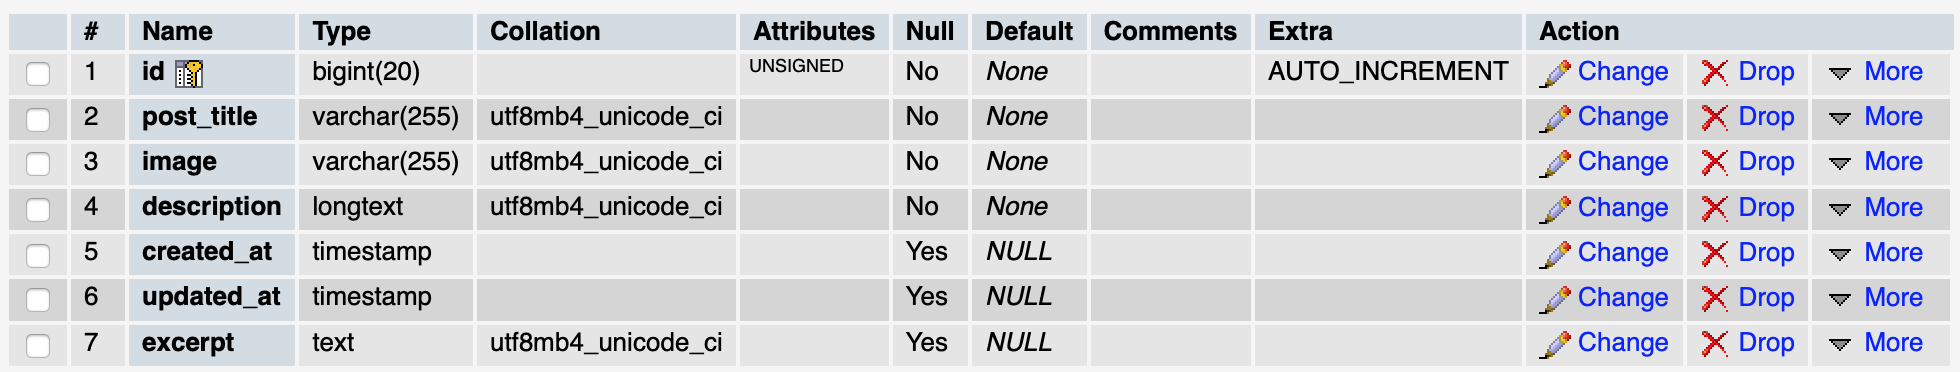 # Name Type Collation Attributes Null Default Comments Extra Action
1 id bigint(20) UNSIGNED No None AUTO_INCREMENT Change Drop More
2 post_title varchar(255) utf8mb4_unicode_ci No None Change Drop More
3 image varchar(255) utf8mb4_unicode_ci No None Change Drop More
4 description longtext utf8mb4_unicode_ci No None Change Drop More
5 created_at timestamp Yes NULL Change Drop More
6 updated_at timestamp Yes NULL Change Drop More
7 excerpt text utf8mb4_unicode_ci Yes NULL Change Drop More